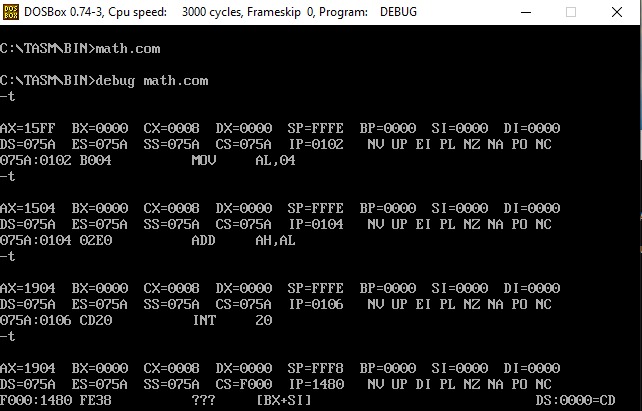 DOSBox 0.74-3, Cpu speed: 3000 cycles, Frameskip 0, Program: DEBUG
C:\TASM\BIN>math.com
C:\TASM\BIN>debug math.com
-t
AX=15FF BX=0000 CX=0008 DX=0000 SP=FFFE BP=0000 SI=0000 DI=0000
DS=075A ES=075A SS=075A CS=075A IP=0102 NV UP EI PL NZ NA PO NC
075A:0102 B004 MOV AL,04
-t
AX=1504 BX=0000 CX=0008 DX=0000 SP=FFFE BP=0000 SI=0000 DI=0000
DS=075A ES=075A SS=075A CS=075A IP=0104 NV UP EI PL NZ NA PO NC
075A:0104 02E0 ADD AH,AL
-t
AX=1904 BX=0000 CX=0008 DX=0000 SP=FFFE BP=0000 SI=0000 DI=0000
DS=075A ES=075A SS=075A CS=075A IP=0106 NV UP EI PL NZ NA PO NC
075A:0106 CD20 INT 20
-t
AX=1904 BX=0000 CX=0008 DX=0000 SP=FFF8 BP=0000 SI=0000 DI=0000
DS=075A ES=075A SS=075A CS=F000 IP=1480 NV UP DI PL NZ NA PO NC
F000:1480 FE38 ??? [BX+SI] DS:0000=CD